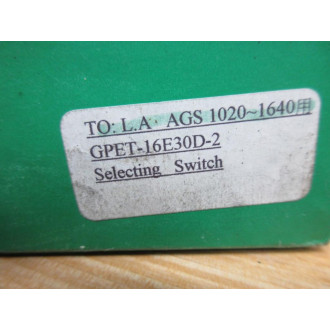 TO: L.A AGS 1020~1640用
GPET-16E30D-2
Selecting Switch